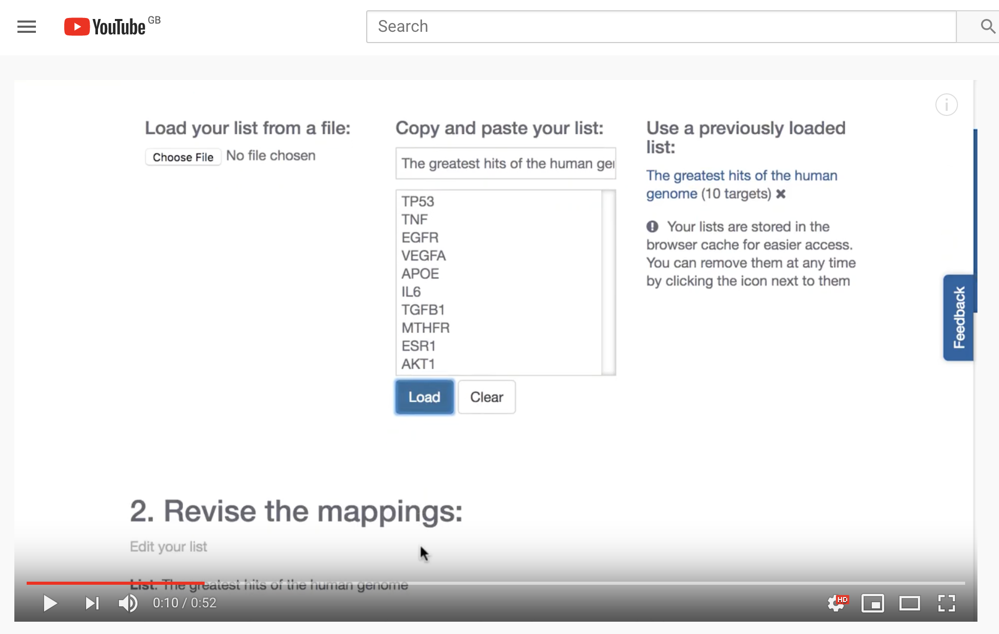 YouTube GB
Search
Load your list from a file:
Choose File No file chosen
Copy and paste your list:
The greatest hits of the human ger
TP53
TNF
EGFR
VEGFA
APOE
IL6
TGFB1
MTHFR
ESR1
AKT1
Load Clear
Use a previously loaded
list:
The greatest hits of the human
genome (10 targets) ✖
Your lists are stored in the
browser cache for easier access.
You can remove them at any time
by clicking the icon next to them
Feedback
2. Revise the mappings:
Edit your list
List: The greatest hits of the human genome
0:10 / 0:52
HD